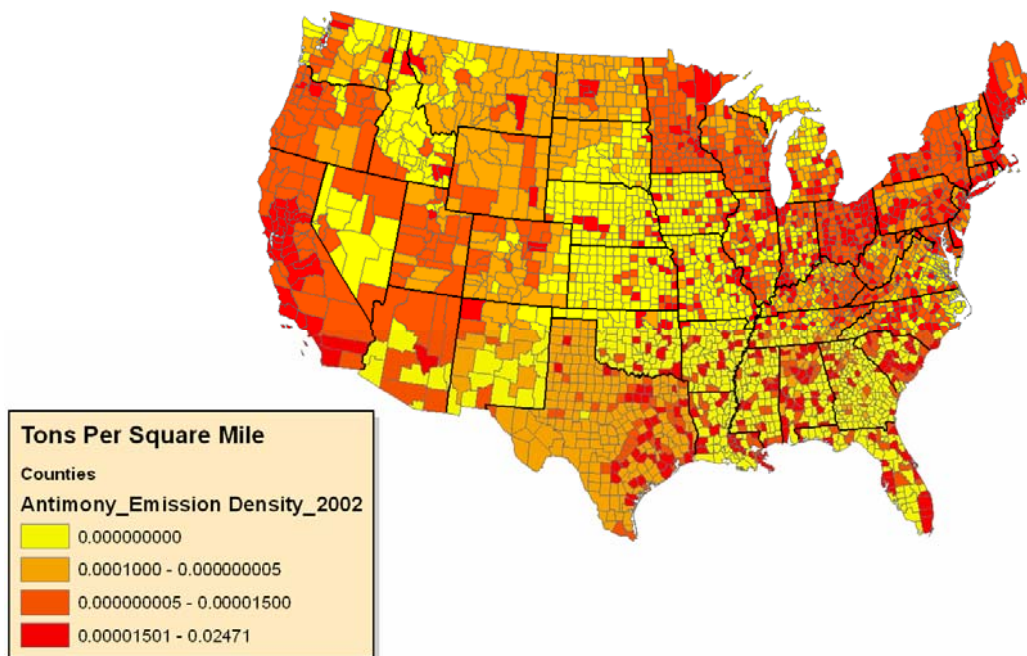 Tons Per Square Mile
Counties
Antimony_Emission Density_2002
0.000000000
0.0001000 - 0.000000005
0.000000005 - 0.00001500
0.00001501 - 0.02471